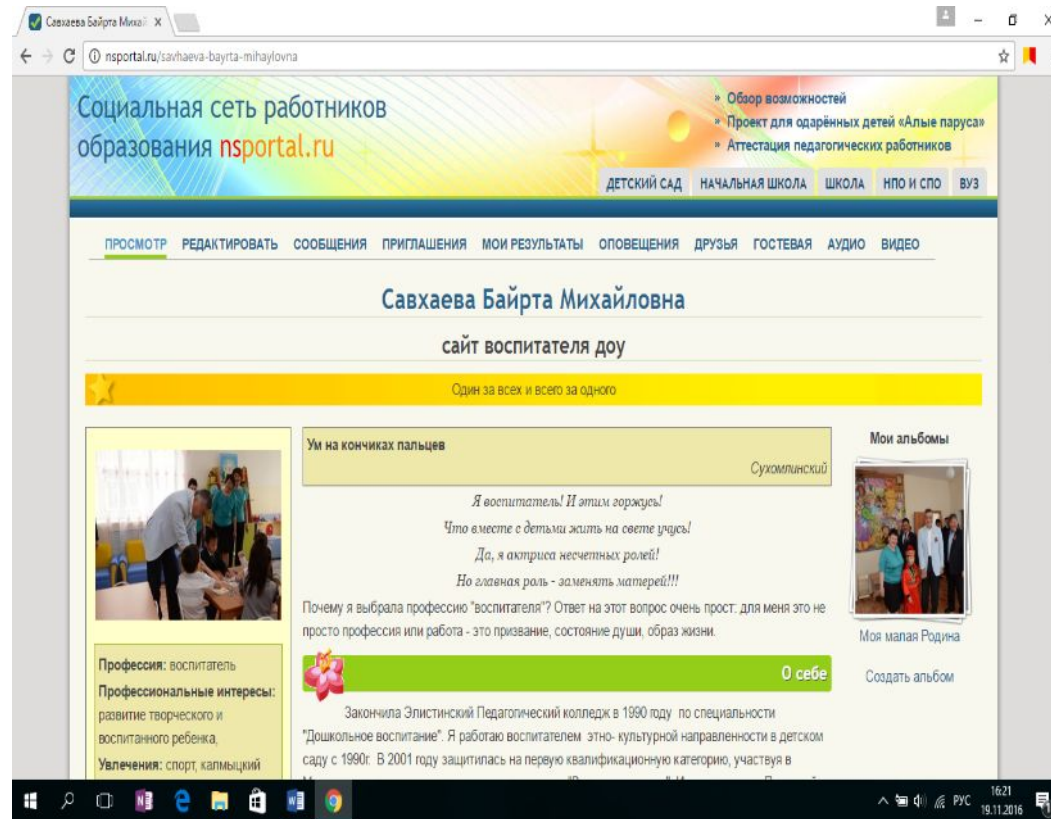 Савхаева Байрта Михай
nsportal.ru/savhaeva-bayrta-mihaylovna
Социальная сеть работников
образования nsportal.ru
» Обзор возможностей
» Проект для одарённых детей «Алые паруса»
» Аттестация педагогических работников
ДЕТСКИЙ САД НАЧАЛЬНАЯ ШКОЛА ШКОЛА НПО И СПО ВУЗ
ПРОСМОТР РЕДАКТИРОВАТЬ СООБЩЕНИЯ ПРИГЛАШЕНИЯ МОИ РЕЗУЛЬТАТЫ ОПОВЕЩЕНИЯ ДРУЗЬЯ ГОСТЕВАЯ АУДИО ВИДЕО
Савхаева Байрта Михайловна
сайт воспитателя доу
Один за всех и всего за одного
Профессия: воспитатель
Профессиональные интересы:
развитие творческого и
воспитанного ребенка,
Увлечения: спорт, калмыцкий
Ум на кончиках пальцев
Сухомлинский
Я воспитатель! И этим горжусь!
Что вместе с детьми жить на свете учусь!
Да, я актриса несчетных ролей!
Но главная роль - заменять матерей!!!
Почему я выбрала профессию "воспитателя"? Ответ на этот вопрос очень прост: для меня это не
просто профессия или работа - это призвание, состояние души, образ жизни.
О себе
Закончила Элистинский Педагогический колледж в 1990 году по специальности
"Дошкольное воспитание". Я работаю воспитателем этно- культурной направленности в детском
саду с 1990г. В 2001 году защитилась на первую квалификационную категорию, участвуя в
Мои альбомы
Моя малая Родина
Создать альбом
РУС
16:21
19.11.2016